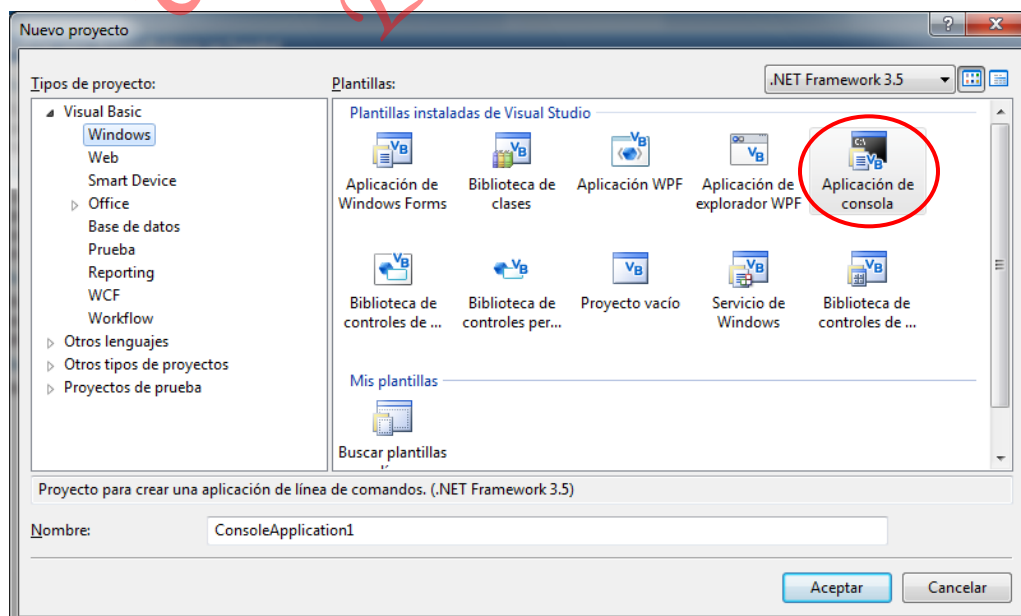 Nuevo proyecto
Tipos de proyecto:
Plantillas:
.NET Framework 3.5
Visual Basic
Windows
Web
Smart Device
Office
Base de datos
Prueba
Reporting
WCF
Workflow
Otros lenguajes
Otros tipos de proyectos
Proyectos de prueba
Plantillas instaladas de Visual Studio
Aplicación de
Windows Forms
Biblioteca de
clases
Aplicación WPF
Aplicación de
explorador WPF
Aplicación de
consola
Biblioteca de
controles de ...
Biblioteca de
controles per...
Proyecto vacío
Servicio de
Windows
Biblioteca de
controles de ...
Mis plantillas
Buscar plantillas
Proyecto para crear una aplicación de línea de comandos. (.NET Framework 3.5)
Nombre:
ConsoleApplication1
Aceptar
Cancelar